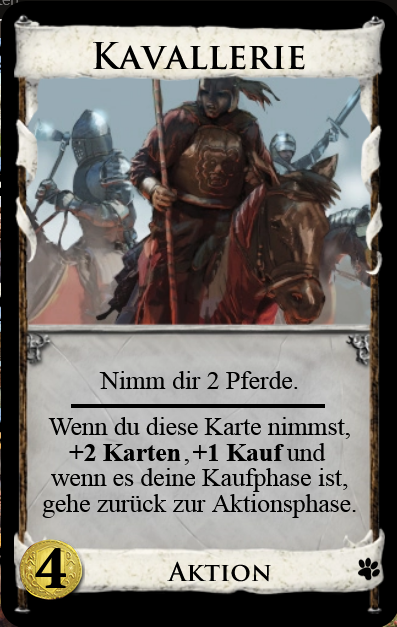 KAVALLERIE
Nimm dir 2 Pferde.
Wenn du diese Karte nimmst,
+2 Karten, +1 Kauf und
wenn es deine Kaufphase ist,
gehe zurück zur Aktionsphase.
4
AKTION